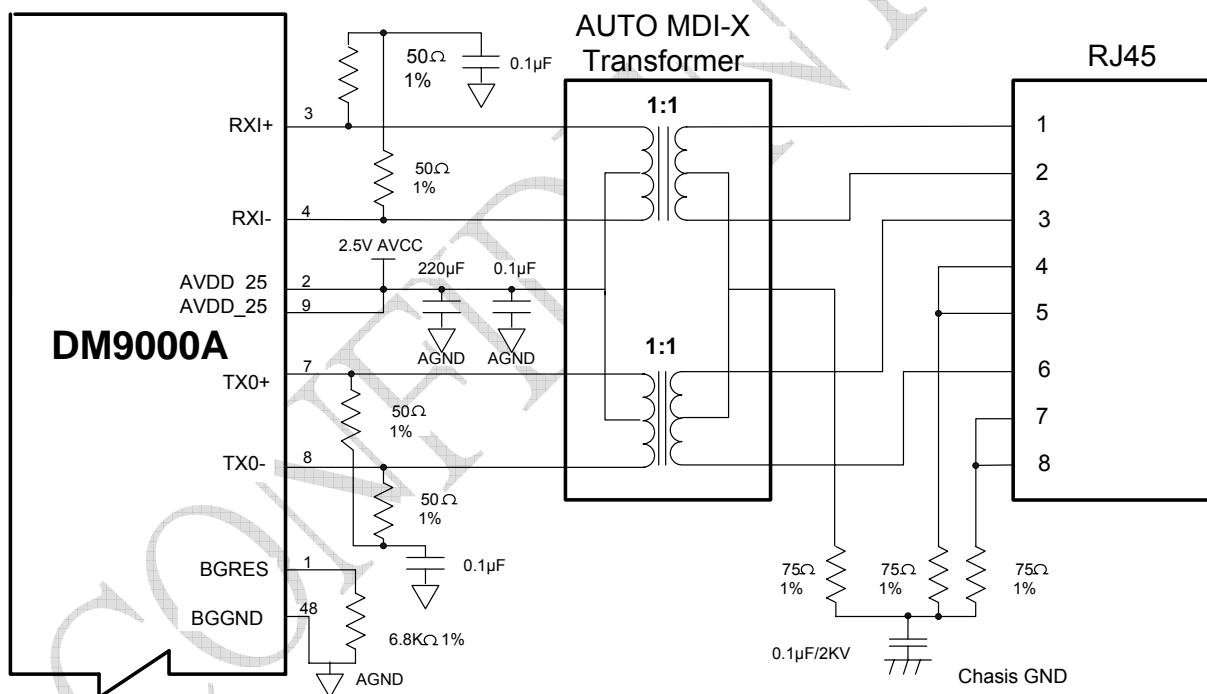 AUTO MDI-X
Transformer
RJ45
50Ω
1%
0.1µF
1:1
RXI+
3
1
50Ω
1%
2
RXI-
4
3
2.5V AVCC
4
AVDD_25
2
220µF
0.1µF
AVDD_25
9
5
DM9000A
AGND
AGND
1:1
TX0+
7
6
50Ω
1%
7
TX0-
8
8
50Ω
1%
BGRES
1
0.1µF
75Ω
1%
75Ω
1%
75Ω
1%
BGGND
48
6.8KΩ 1%
0.1µF/2KV
AGND
Chasis GND